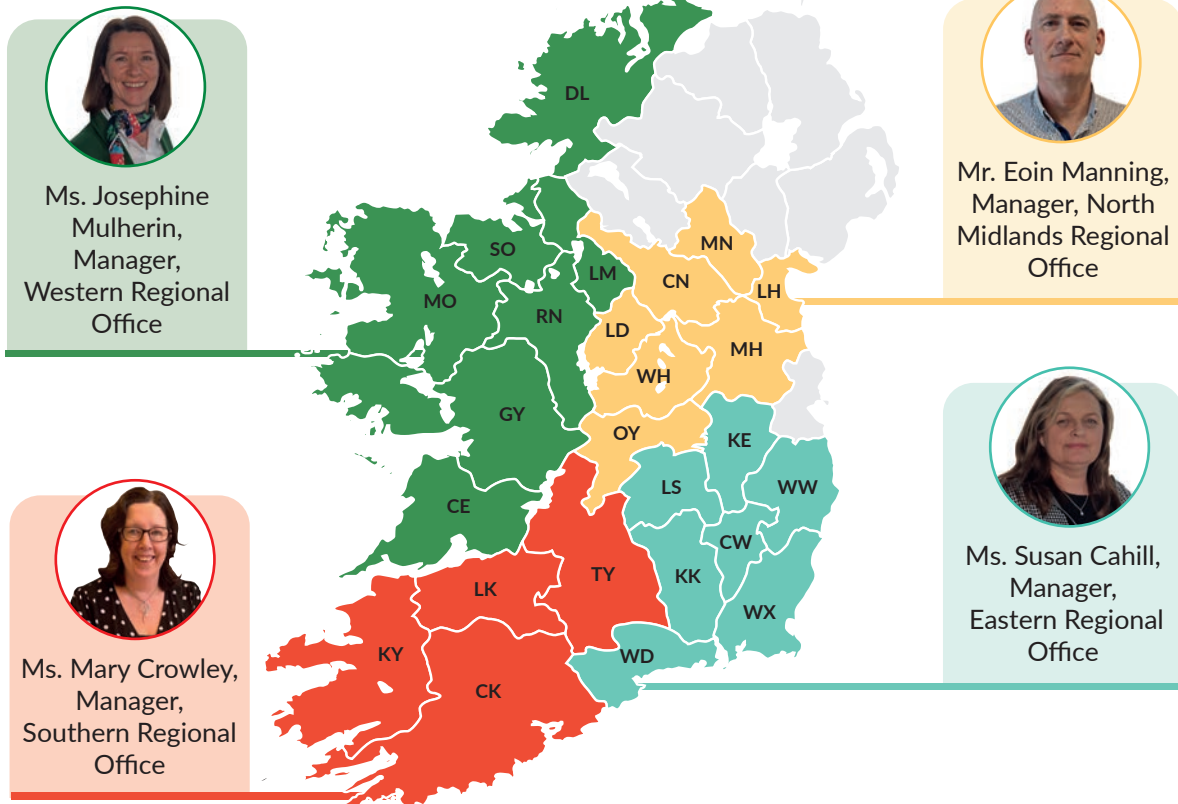 Ms. Josephine
Mulherin,
Manager,
Western Regional
Office
Mr. Eoin Manning,
Manager, North
Midlands Regional
Office
Ms. Mary Crowley,
Manager,
Southern Regional
Office
Ms. Susan Cahill,
Manager,
Eastern Regional
Office
DL
SO
LM
MO
RN
GY
CE
MN
CN
LH
LD
MH
WH
OY
KE
LS
WW
CW
KK
WX
WD
TY
LK
KY
CK